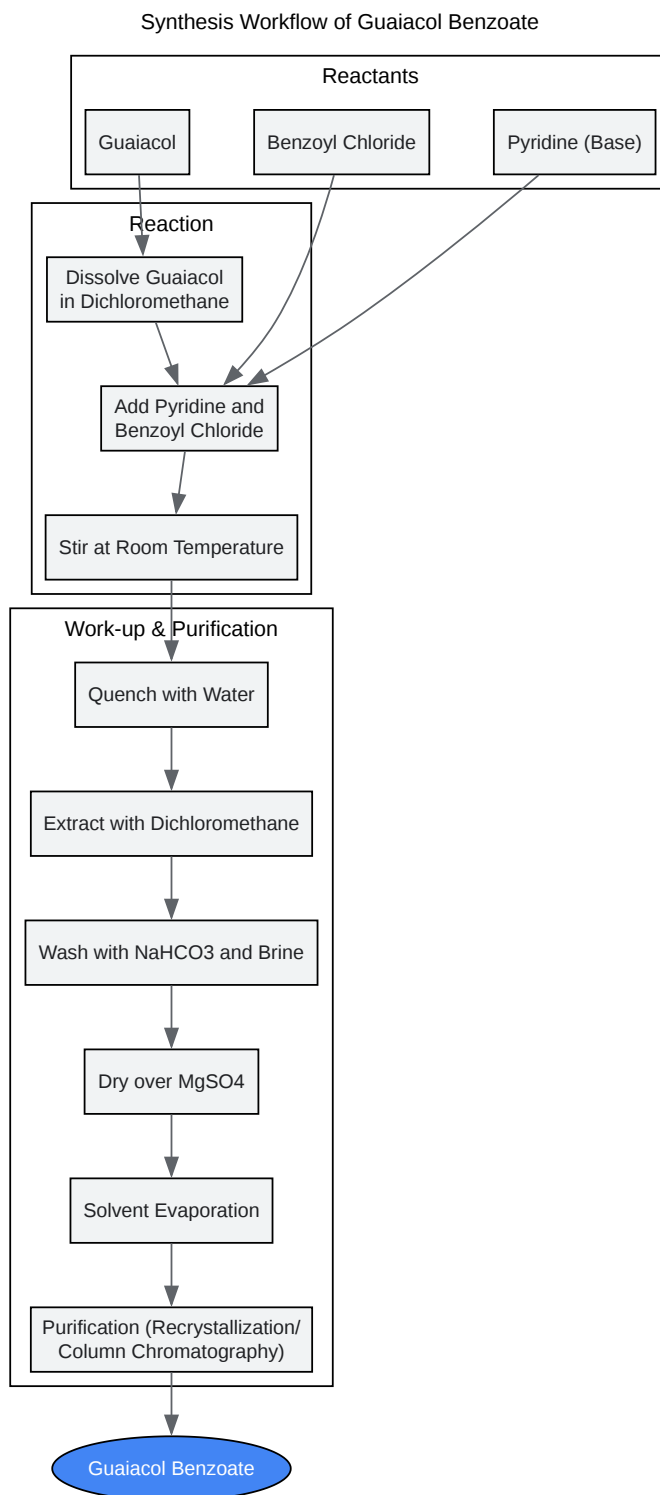 Synthesis Workflow of Guaiacol Benzoate
Reactants
Guaiacol
Benzoyl Chloride
Pyridine (Base)
Reaction
Dissolve Guaiacol
in Dichloromethane
Add Pyridine and
Benzoyl Chloride
Stir at Room Temperature
Work-up & Purification
Quench with Water
Extract with Dichloromethane
Wash with NaHCO3 and Brine
Dry over MgSO4
Solvent Evaporation
Purification (Recrystallization/
Column Chromatography)
Guaiacol Benzoate